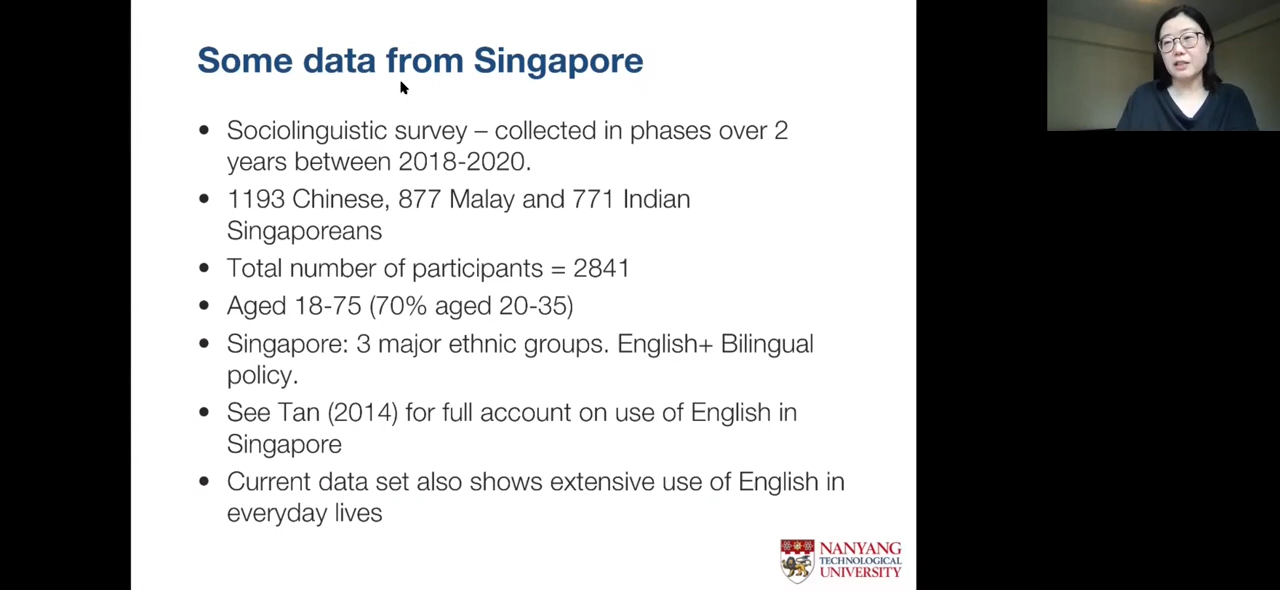 Some data from Singapore
• Sociolinguistic survey – collected in phases over 2
years between 2018-2020.
• 1193 Chinese, 877 Malay and 771 Indian
Singaporeans
• Total number of participants = 2841
• Aged 18-75 (70% aged 20-35)
• Singapore: 3 major ethnic groups. English+ Bilingual
policy.
• See Tan (2014) for full account on use of English in
Singapore
• Current data set also shows extensive use of English in
everyday lives
NANYANG
TECHNOLOGICAL
UNIVERSITY